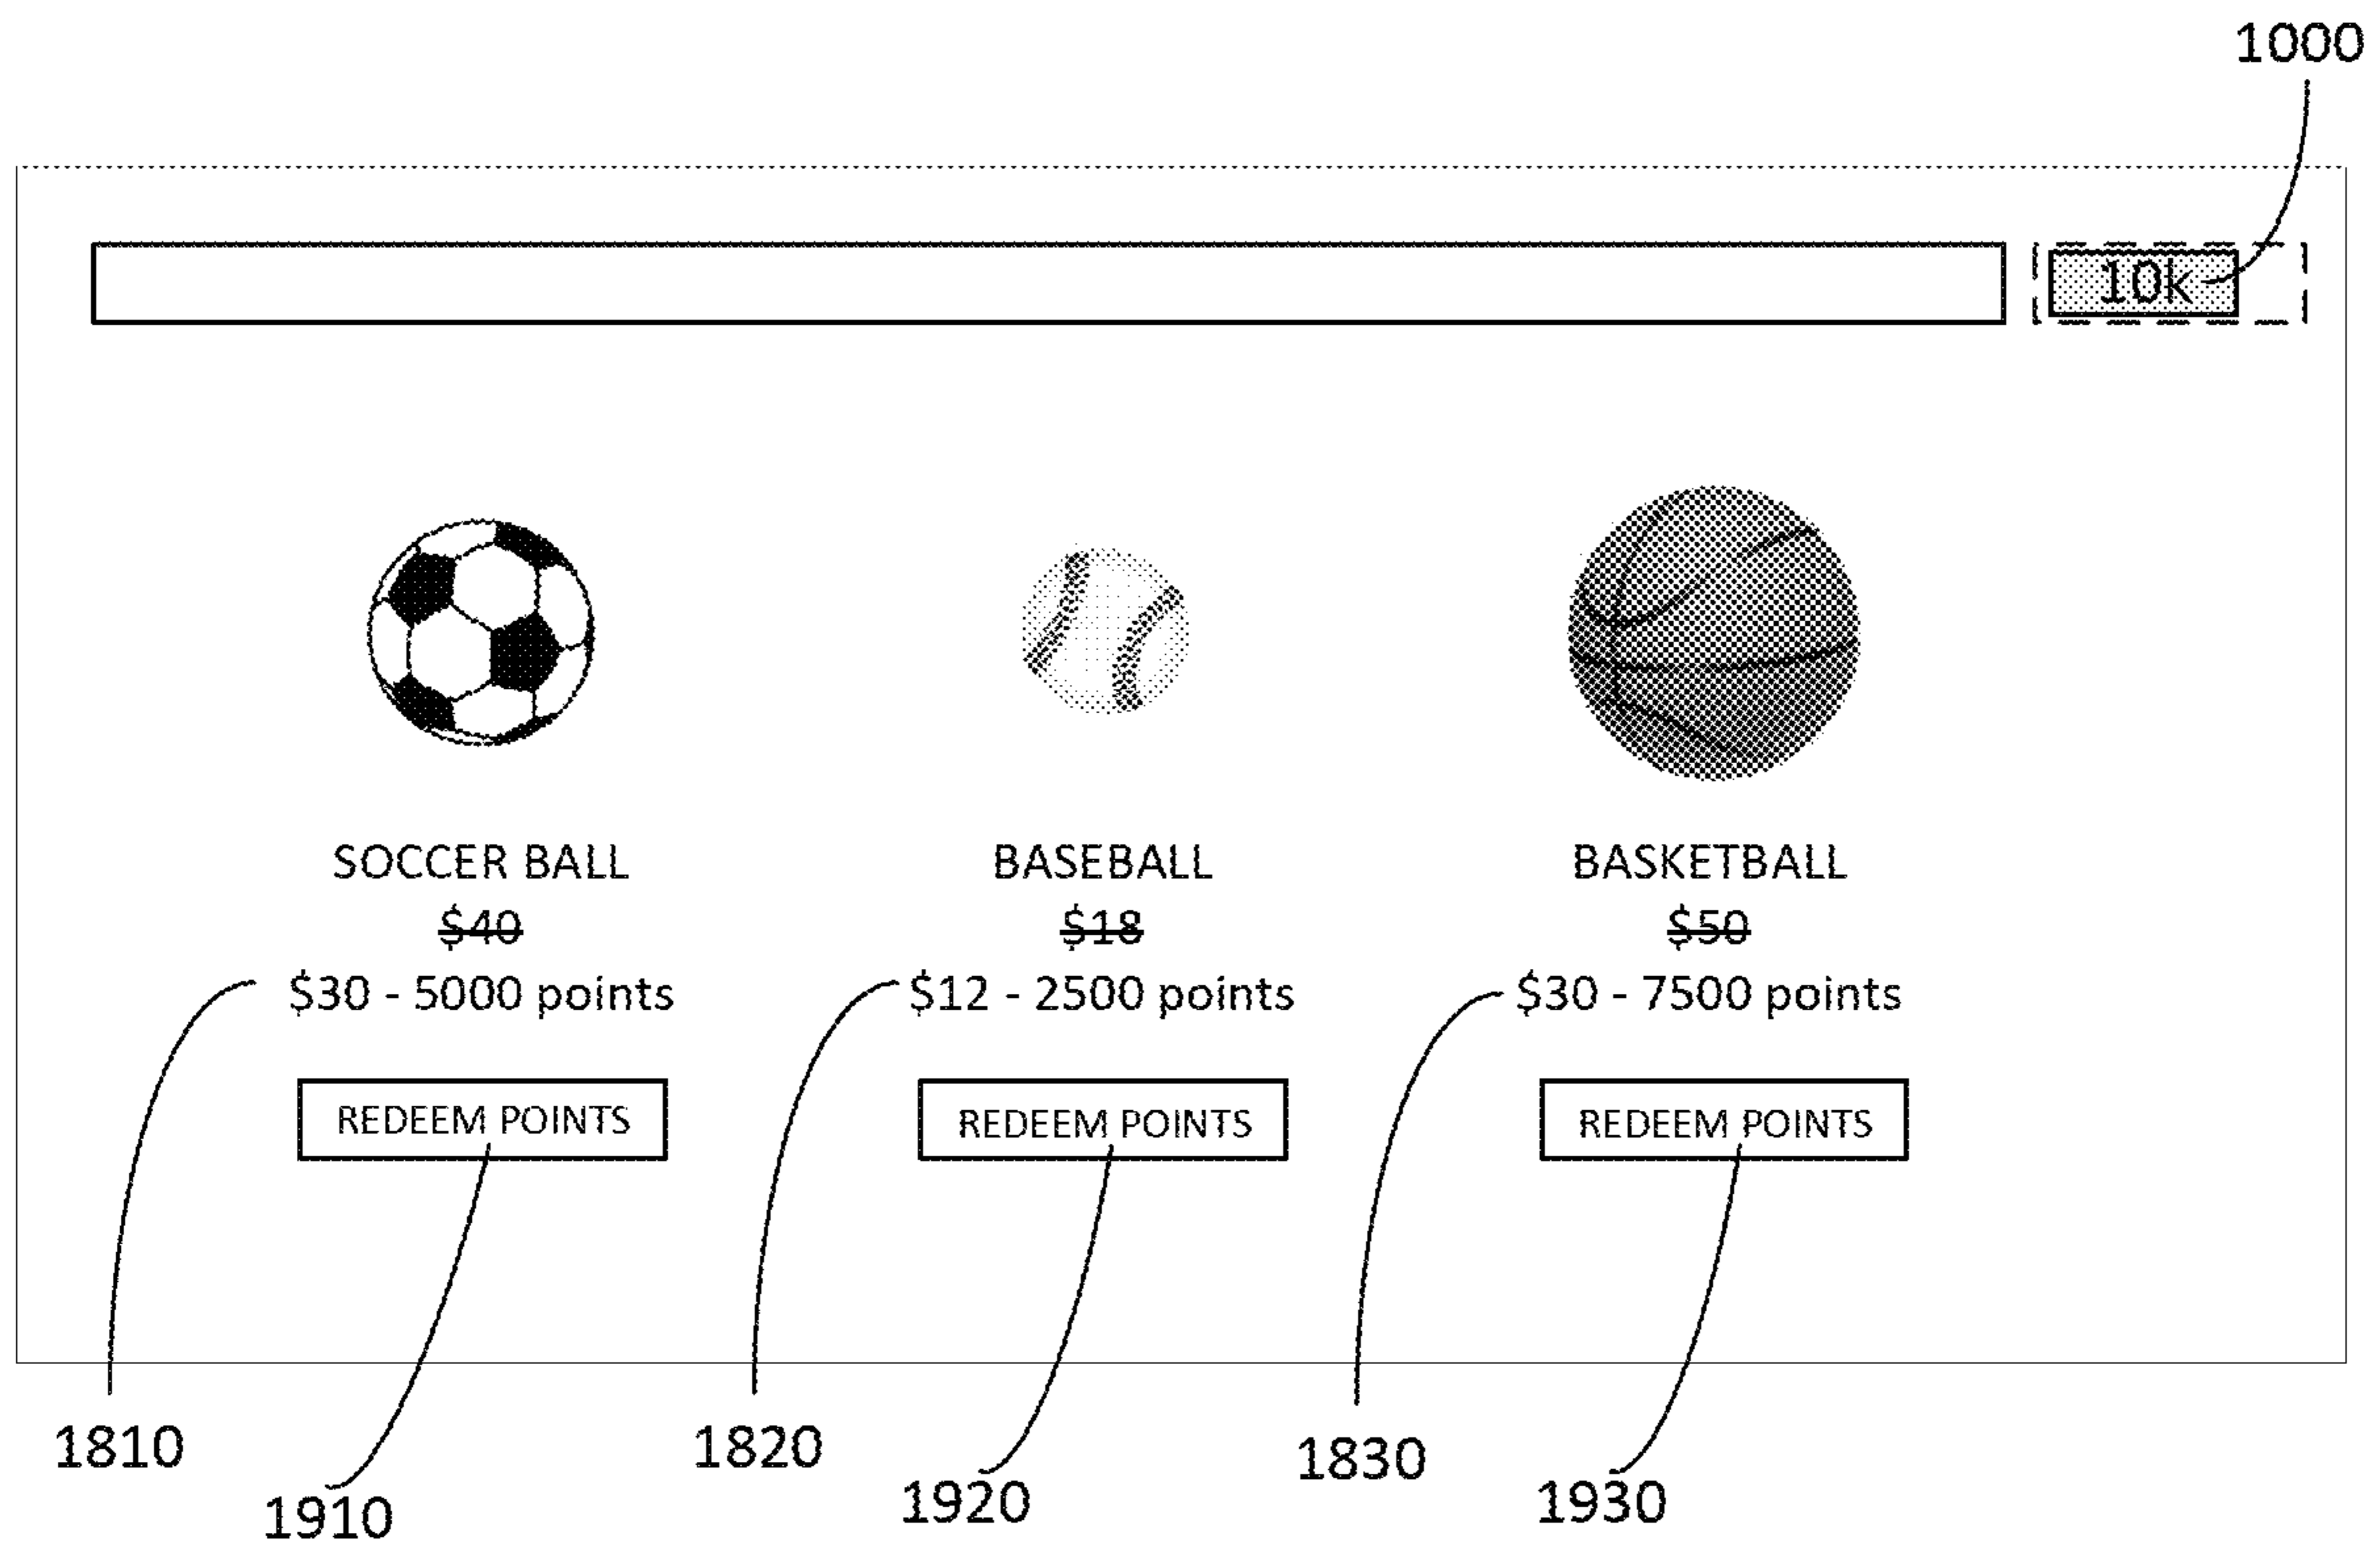 1000
10k
SOCCER BALL BASEBALL BASKETBALL
$40 $18 $50
$30 - 5000 points $12 - 2500 points $30 - 7500 points
REDEEM POINTS REDEEM POINTS REDEEM POINTS
1810 1820 1830
1910 1920 1930